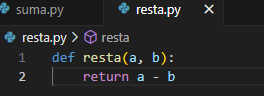 suma.py resta.py X
resta.py > resta
1 def resta(a, b):
2 return a - b